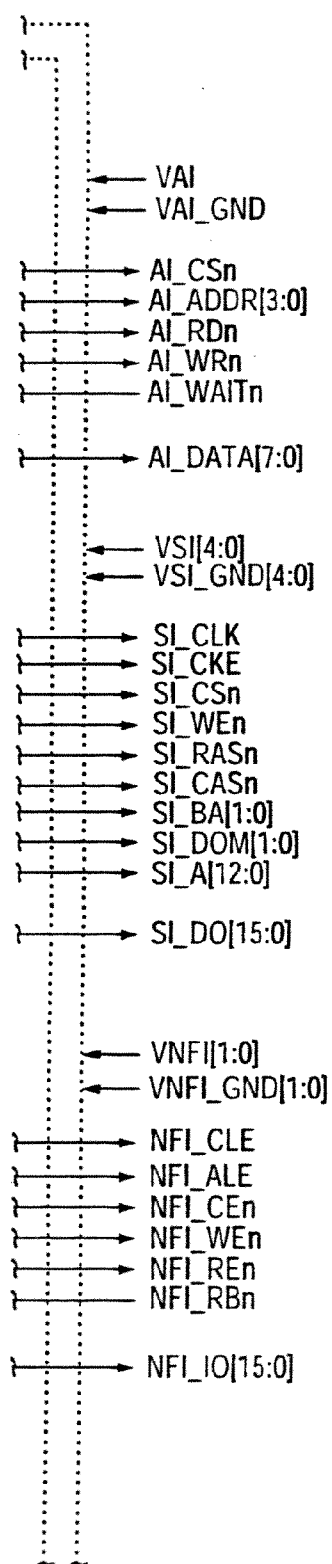 VAI
VAI_GND
AI_CSn
AI_ADDR[3:0]
AI_RDn
AI_WRn
AI_WAITn
AI_DATA[7:0]
VSI[4:0]
VSI_GND[4:0]
SI_CLK
SI_CKE
SI_CSn
SI_WEn
SI_RASn
SI_CASn
SI_BA[1:0]
SI_DOM[1:0]
SI_A[12:0]
SI_DO[15:0]
VNFI[1:0]
VNFI_GND[1:0]
NFI_CLE
NFI_ALE
NFI_CEn
NFI_WEn
NFI_REn
NFI_RBn
NFI_IO[15:0]